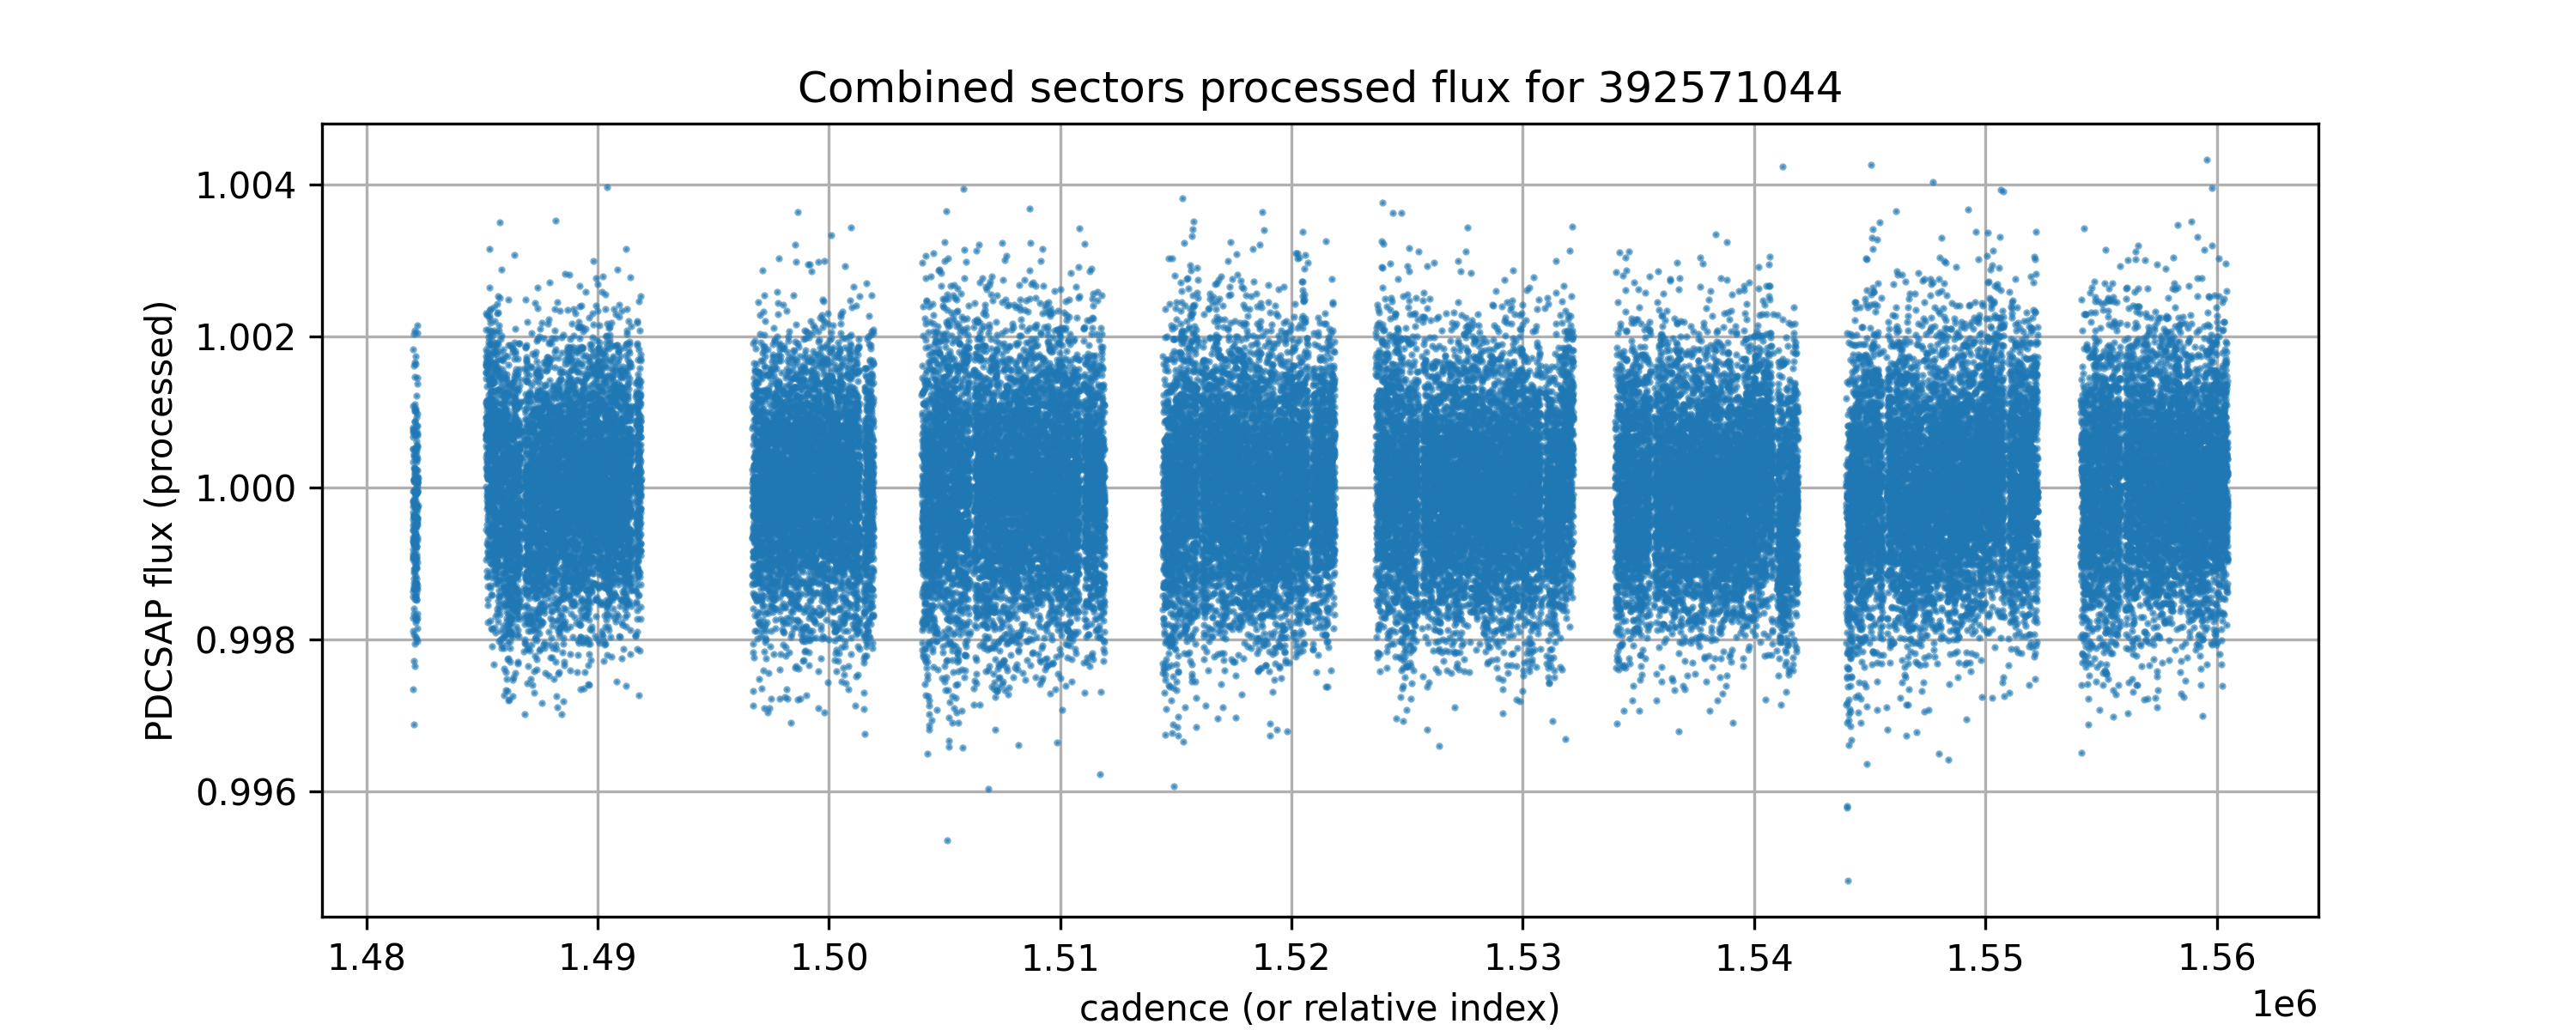 Combined sectors processed flux for 392571044
PDCSAP flux (processed)
1.004
1.002
1.000
0.998
0.996
1.48 1.49 1.50 1.51 1.52 1.53 1.54 1.55 1.56
1e6
cadence (or relative index)